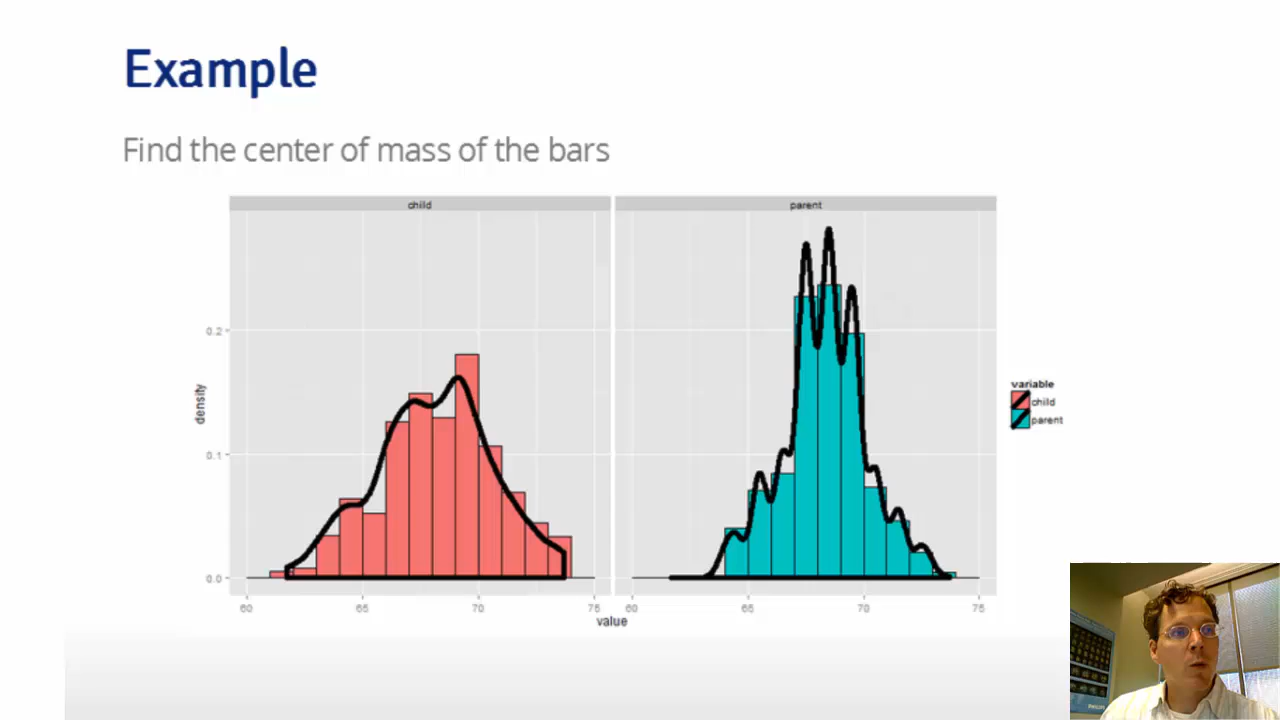 Example
Find the center of mass of the bars
child
parent
density
0.2
0.1
0.0
60
65
70
75
60
65
70
75
value
variable
child
parent
PHILIPS